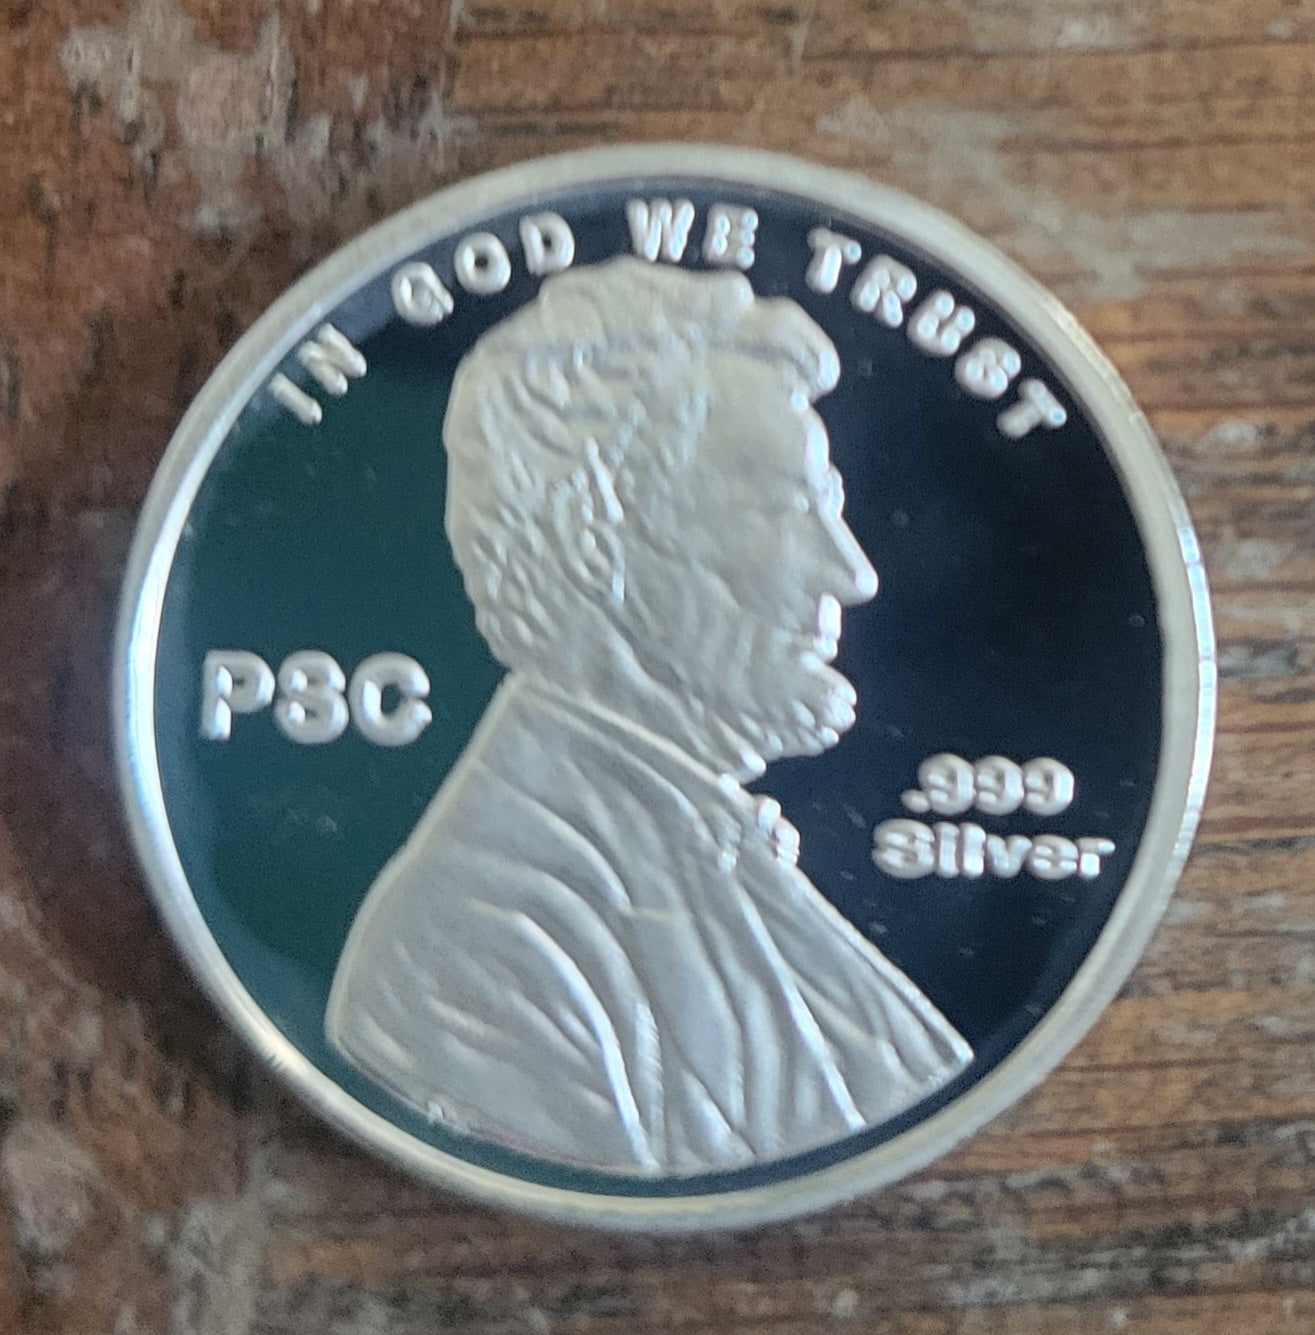 IN GOD WE TRUST
PSC
.999
Silver